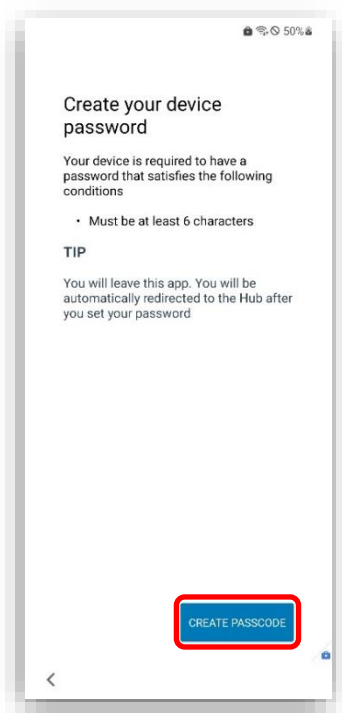 50%
Create your device
password
Your device is required to have a
password that satisfies the following
conditions
• Must be at least 6 characters
TIP
You will leave this app. You will be
automatically redirected to the Hub after
you set your password
CREATE PASSCODE